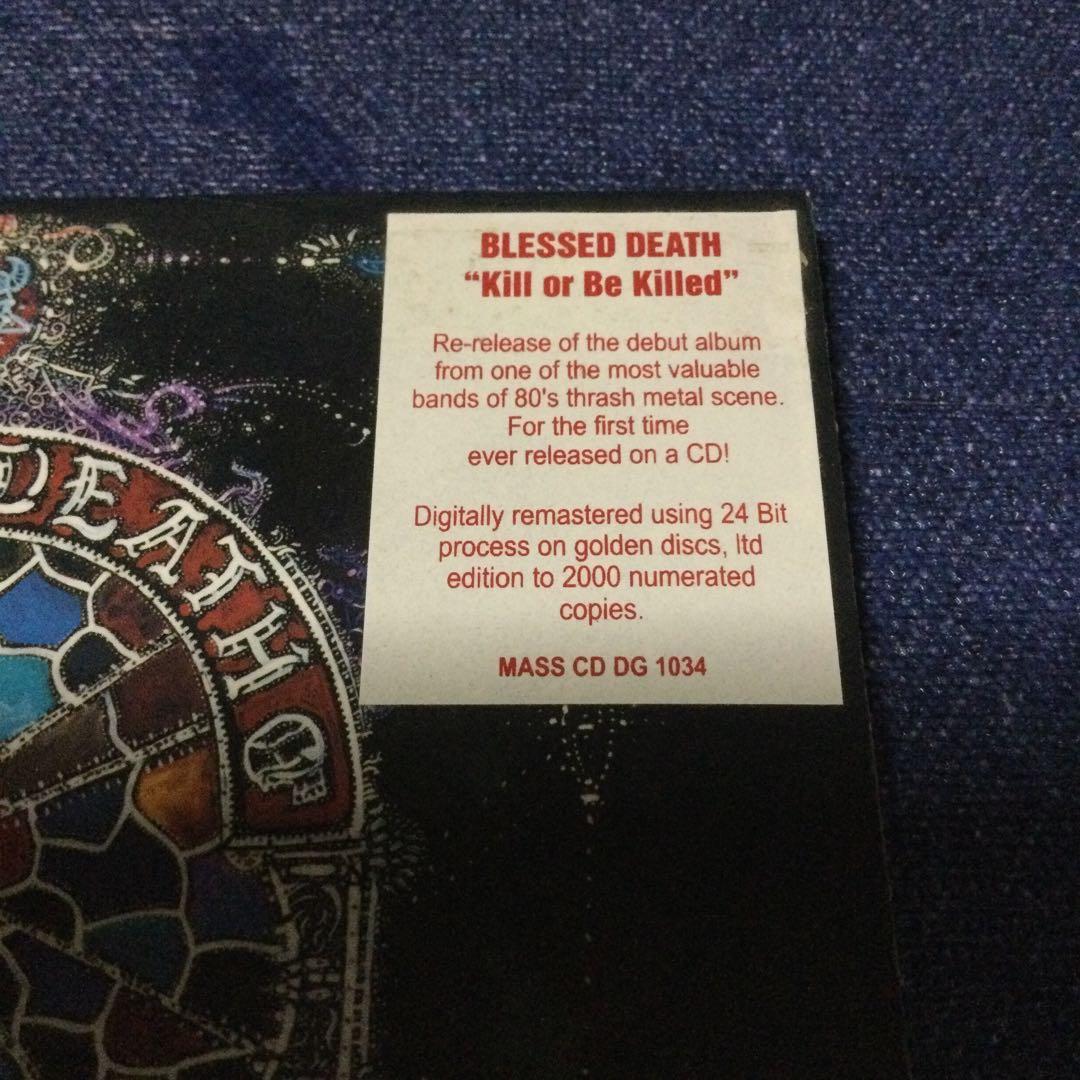 BLESSED DEATH
“Kill or Be Killed”
Re-release of the debut album
from one of the most valuable
bands of 80's thrash metal scene.
For the first time
ever released on a CD!
Digitally remastered using 24 Bit
process on golden discs, ltd
edition to 2000 numerated
copies.
MASS CD DG 1034
DEATH